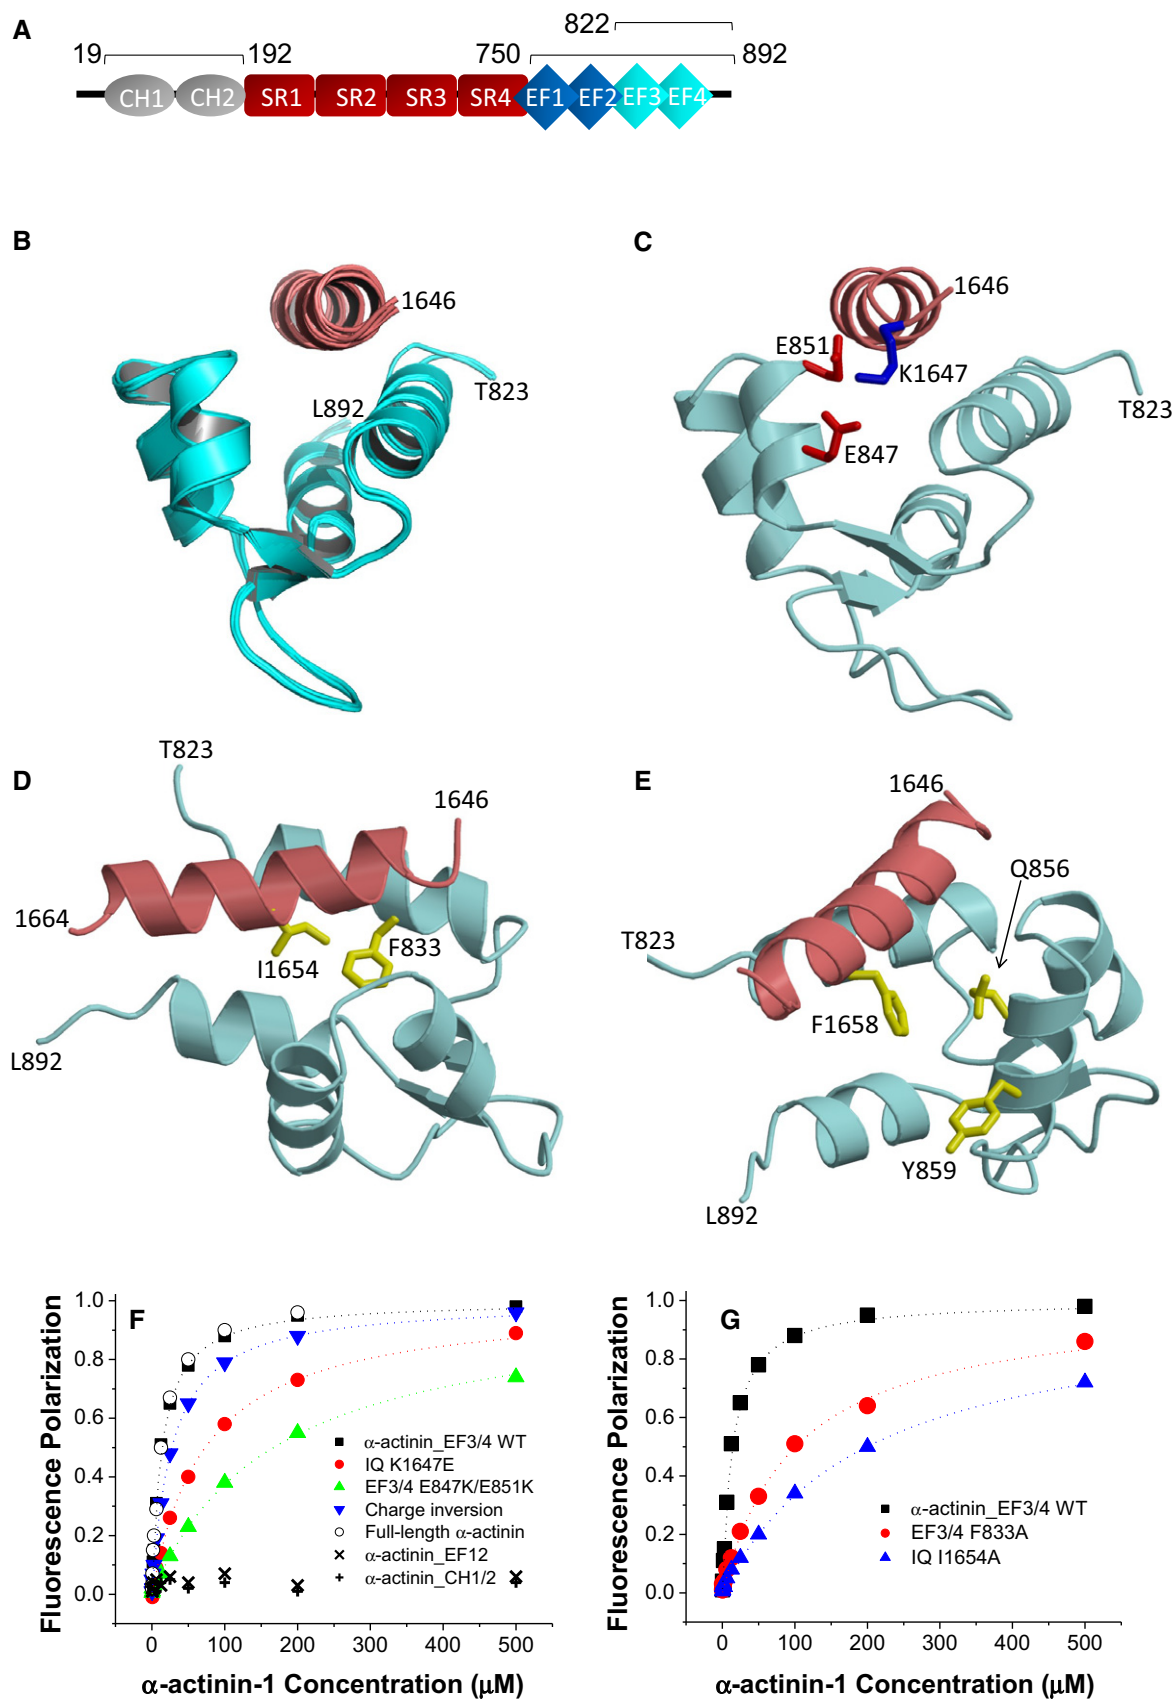 A
822
19
192
750
892
CH1
CH2
SR1
SR2
SR3
SR4
EF1
EF2
EF3
EF4
B
1646
T823
L892
C
1646
E851
K1647
T823
E847
D
T823
1646
1664
I1654
F833
L892
E
1646
Q856
T823
F1658
Y859
L892
F
Fluorescence Polarization
1.0
0.8
0.6
0.4
0.2
0.0
α-actinin_EF3/4 WT
IQ K1647E
EF3/4 E847K/E851K
Charge inversion
Full-length α-actinin
α-actinin_EF12
α-actinin_CH1/2
0 100 200 300 400 500
α-actinin-1 Concentration (μM)
G
Fluorescence Polarization
1.0
0.8
0.6
0.4
0.2
0.0
α-actinin_EF3/4 WT
EF3/4 F833A
IQ I1654A
0 100 200 300 400 500
α-actinin-1 Concentration (μM)